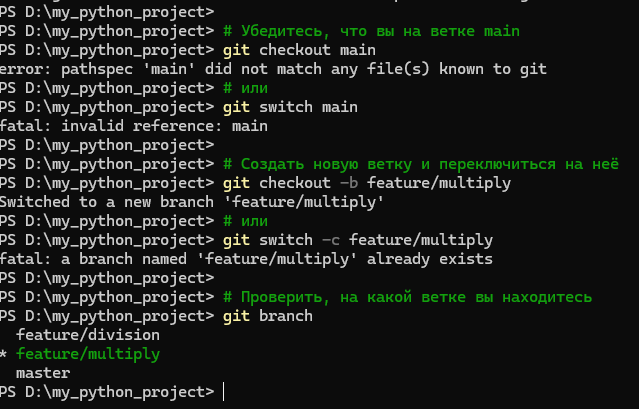 PS D:\my_python_project>
PS D:\my_python_project> # Убедитесь, что вы на ветке main
PS D:\my_python_project> git checkout main
error: pathspec 'main' did not match any file(s) known to git
PS D:\my_python_project> # или
PS D:\my_python_project> git switch main
fatal: invalid reference: main
PS D:\my_python_project>
PS D:\my_python_project> # Создать новую ветку и переключиться на неё
PS D:\my_python_project> git checkout -b feature/multiply
Switched to a new branch 'feature/multiply'
PS D:\my_python_project> # или
PS D:\my_python_project> git switch -c feature/multiply
fatal: a branch named 'feature/multiply' already exists
PS D:\my_python_project>
PS D:\my_python_project> # Проверить, на какой ветке вы находитесь
PS D:\my_python_project> git branch
  feature/division
* feature/multiply
  master
PS D:\my_python_project>